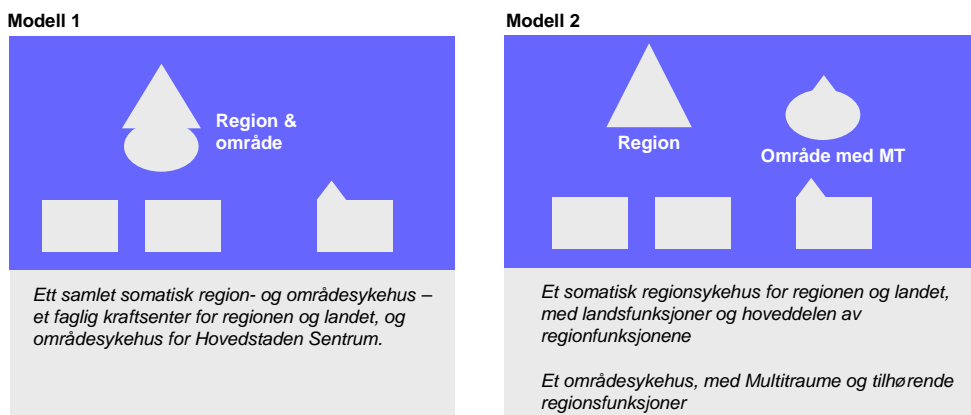 Modell 1
Region &
område
Ett samlet somatisk region- og områdesykehus –
et faglig kraftsenter for regionen og landet, og
områdesykehus for Hovedstaden Sentrum.
Modell 2
Region
Område med MT
Et somatisk regionsykehus for regionen og landet,
med landsfunksjoner og hoveddelen av
regionfunksjonene
Et områdesykehus, med Multitraume og tilhørende
regionsfunksjoner